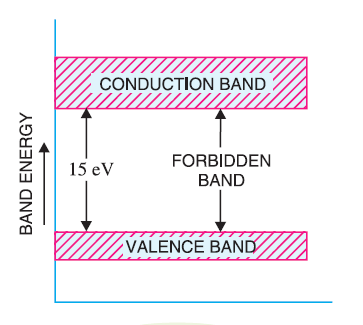 CONDUCTION BAND
BAND ENERGY
15 eV
FORBIDDEN
BAND
VALENCE BAND